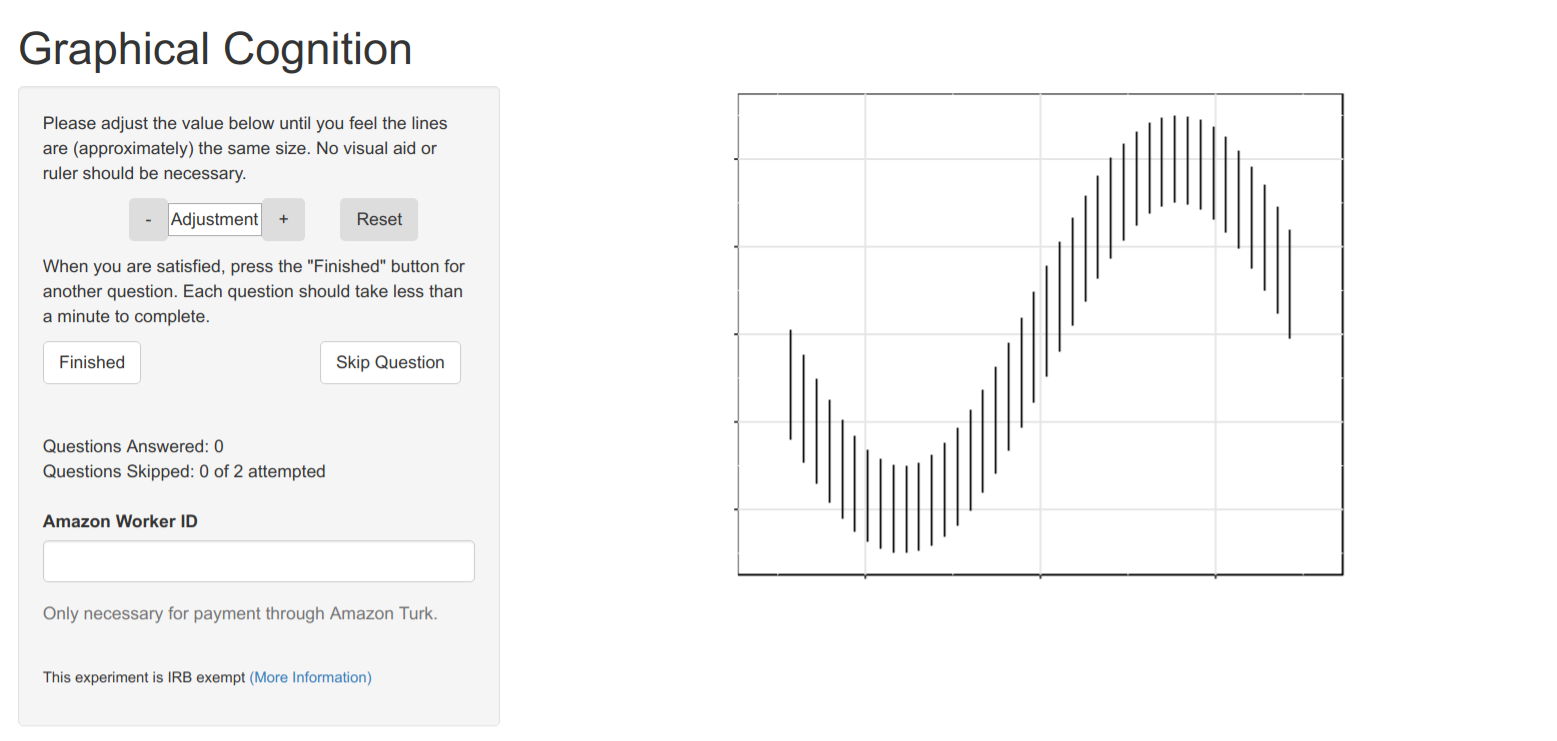 Graphical Cognition
Please adjust the value below until you feel the lines
are (approximately) the same size. No visual aid or
ruler should be necessary.
- Adjustment + Reset
When you are satisfied, press the "Finished" button for
another question. Each question should take less than
a minute to complete.
Finished Skip Question
Questions Answered: 0
Questions Skipped: 0 of 2 attempted
Amazon Worker ID
Only necessary for payment through Amazon Turk.
This experiment is IRB exempt (More Information)